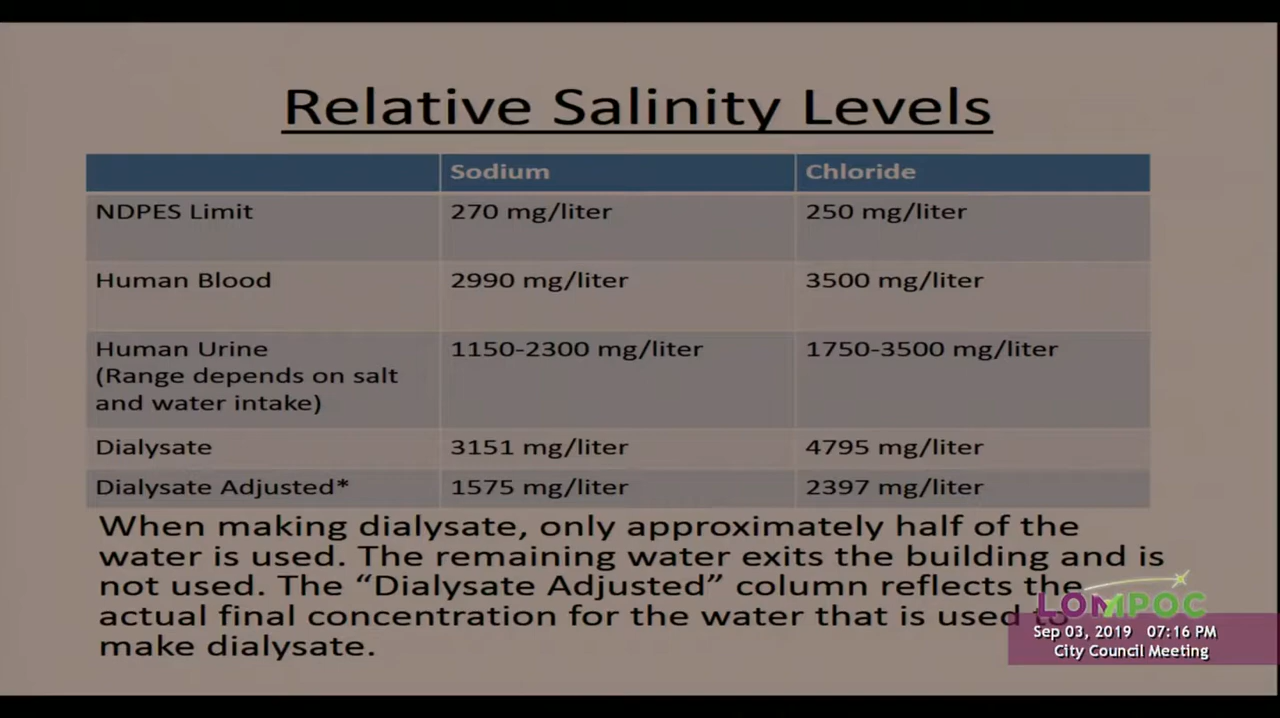 Relative Salinity Levels
Sodium Chloride
NDPES Limit 270 mg/liter 250 mg/liter
Human Blood 2990 mg/liter 3500 mg/liter
Human Urine 1150-2300 mg/liter 1750-3500 mg/liter
(Range depends on salt
and water intake)
Dialysate 3151 mg/liter 4795 mg/liter
Dialysate Adjusted* 1575 mg/liter 2397 mg/liter
When making dialysate, only approximately half of the
water is used. The remaining water exits the building and is
not used. The “Dialysate Adjusted” column reflects the
actual final concentration for the water that is used to
make dialysate.
LOMPOC
Sep 03, 2019 07:16 PM
City Council Meeting